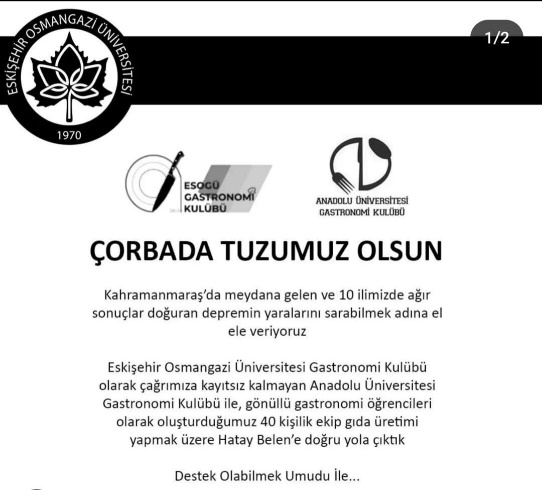 ESKİŞEHİR OSMANGAZİ ÜNİVERSİTESİ
1970
1/2
ESOGÜ
GASTRONOMİ
KULÜBÜ
ANADOLU ÜNİVERSİTESİ
GASTRONOMİ KULÜBÜ
ÇORBADA TUZUMUZ OLSUN
Kahramanmaraş’da meydana gelen ve 10 ilimizde ağır
sonuçlar doğuran depremin yaralarını sarabilmek adına el
ele veriyoruz
Eskişehir Osmangazi Üniversitesi Gastronomi Kulübü
olarak çağrımıza kayıtsız kalmayan Anadolu Üniversitesi
Gastronomi Kulübü ile, gönüllü gastronomi öğrencileri
olarak oluşturduğumuz 40 kişilik ekip gıda üretimi
yapmak üzere Hatay Belen’e doğru yola çıktık
Destek Olabilmek Umudu İle...